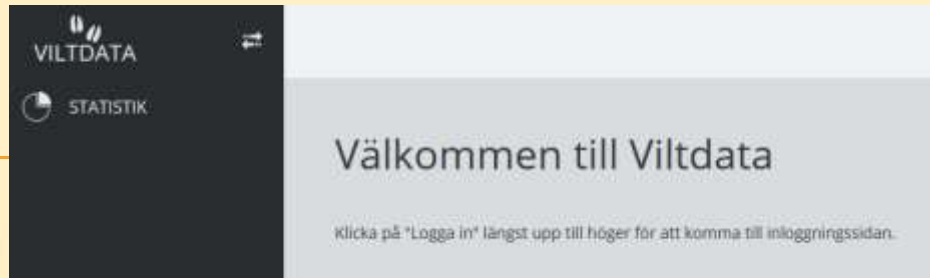 VILTDATA
STATISTIK
Välkommen till Viltdata
Klicka på "Logga in" längst upp till höger för att komma till inloggningssidan.